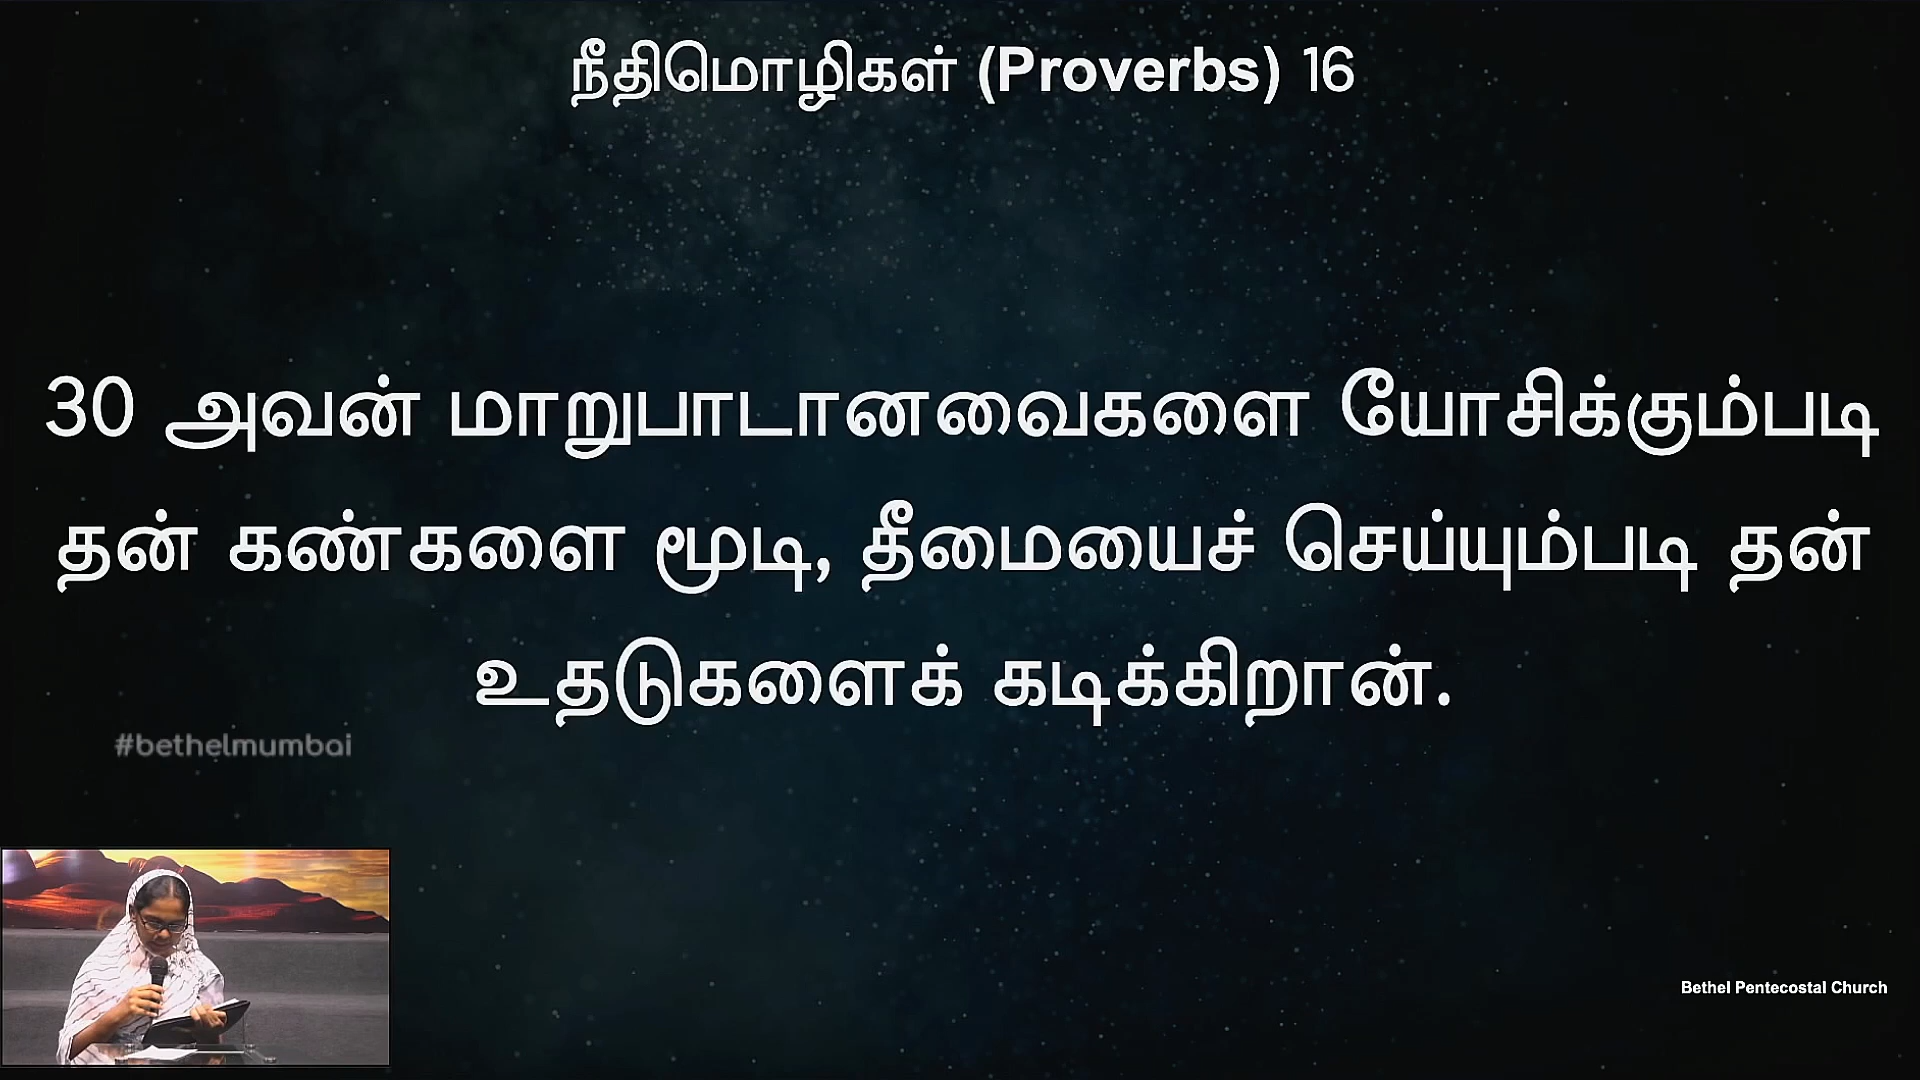 நீதிமொழிகள் (Proverbs) 16
30 அவன் மாறுபாடானவைகளை யோசிக்கும்படி
தன் கண்களை மூடி, தீமையைச் செய்யும்படி தன்
உதடுகளைக் கடிக்கிறான்.
#bethelmumbai
Bethel Pentecostal Church